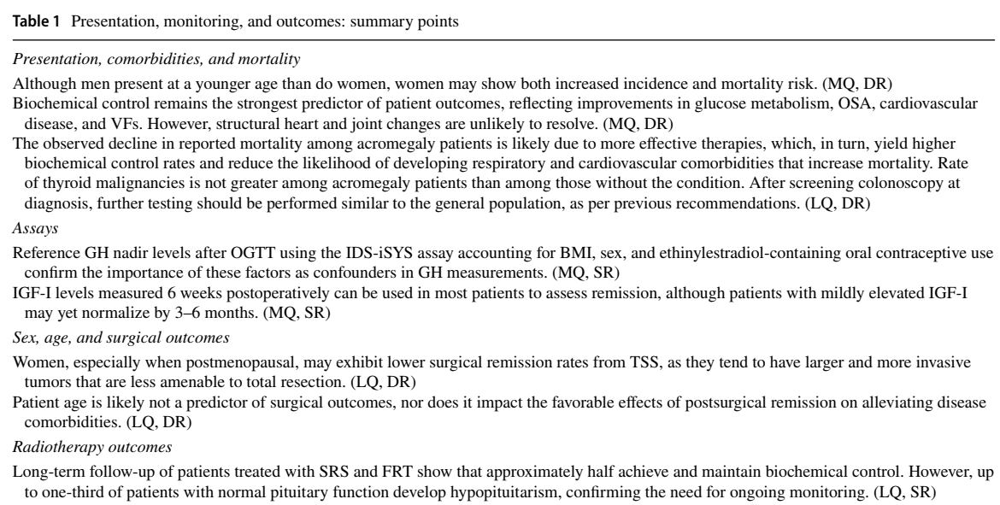 Table 1 Presentation, monitoring, and outcomes: summary points
Presentation, comorbidities, and mortality
Although men present at a younger age than do women, women may show both increased incidence and mortality risk. (MQ, DR)
Biochemical control remains the strongest predictor of patient outcomes, reflecting improvements in glucose metabolism, OSA, cardiovascular
disease, and VFs. However, structural heart and joint changes are unlikely to resolve. (MQ, DR)
The observed decline in reported mortality among acromegaly patients is likely due to more effective therapies, which, in turn, yield higher
biochemical control rates and reduce the likelihood of developing respiratory and cardiovascular comorbidities that increase mortality. Rate
of thyroid malignancies is not greater among acromegaly patients than among those without the condition. After screening colonoscopy at
diagnosis, further testing should be performed similar to the general population, as per previous recommendations. (LQ, DR)
Assays
Reference GH nadir levels after OGTT using the IDS-iSYS assay accounting for BMI, sex, and ethinylestradiol-containing oral contraceptive use
confirm the importance of these factors as confounders in GH measurements. (MQ, SR)
IGF-I levels measured 6 weeks postoperatively can be used in most patients to assess remission, although patients with mildly elevated IGF-I
may yet normalize by 3–6 months. (MQ, SR)
Sex, age, and surgical outcomes
Women, especially when postmenopausal, may exhibit lower surgical remission rates from TSS, as they tend to have larger and more invasive
tumors that are less amenable to total resection. (LQ, DR)
Patient age is likely not a predictor of surgical outcomes, nor does it impact the favorable effects of postsurgical remission on alleviating disease
comorbidities. (LQ, DR)
Radiotherapy outcomes
Long-term follow-up of patients treated with SRS and FRT show that approximately half achieve and maintain biochemical control. However, up
to one-third of patients with normal pituitary function develop hypopituitarism, confirming the need for ongoing monitoring. (LQ, SR)